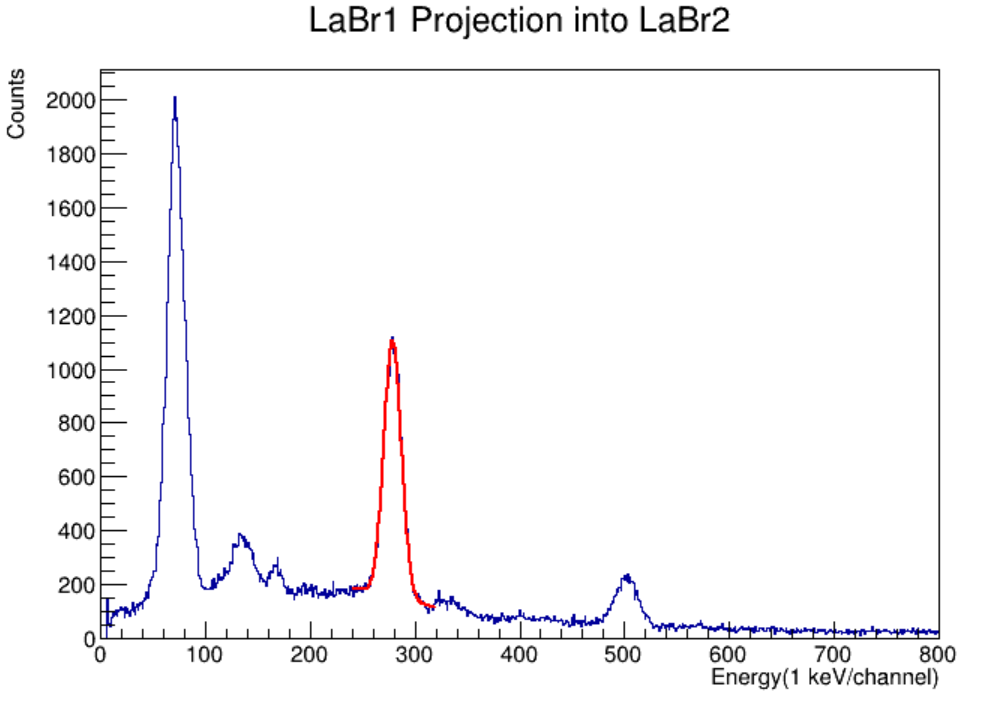 LaBr1 Projection into LaBr2
Counts
2000
1800
1600
1400
1200
1000
800
600
400
200
0
0 100 200 300 400 500 600 700 800
Energy(1 keV/channel)